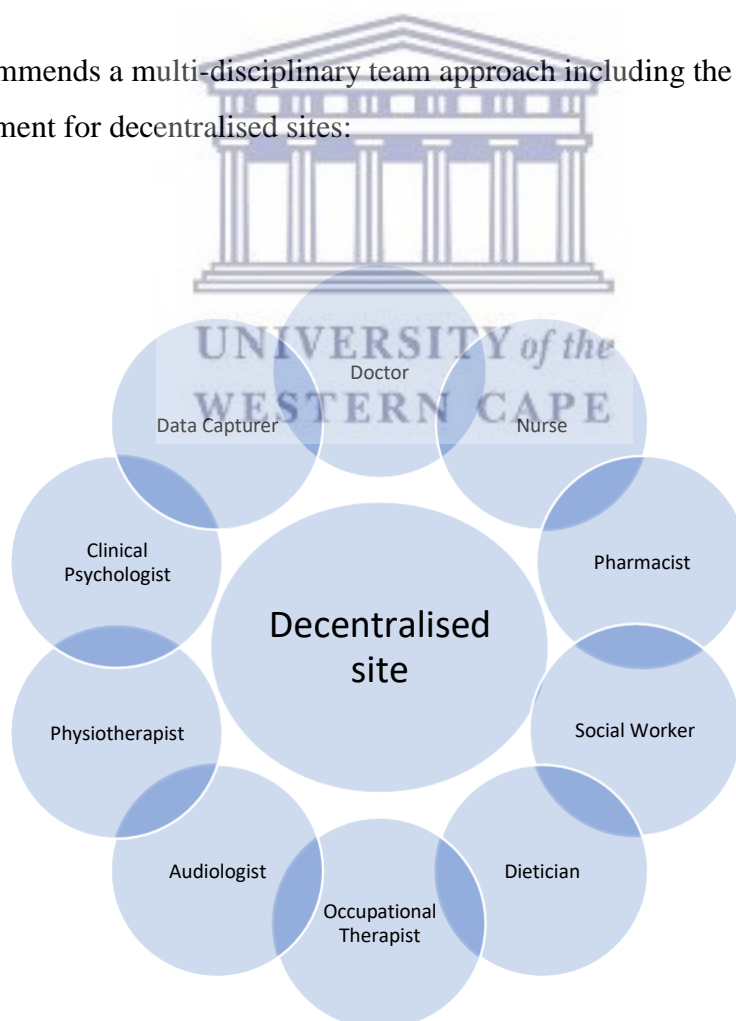 mmends a multi-disciplinary team approach including the
ment for decentralised sites:
UNIVERSITY of the
WESTERN CAPE
Doctor
Data Capturer
Nurse
Clinical
Psychologist
Pharmacist
Decentralised
site
Physiotherapist
Social Worker
Audiologist
Dietician
Occupational
Therapist